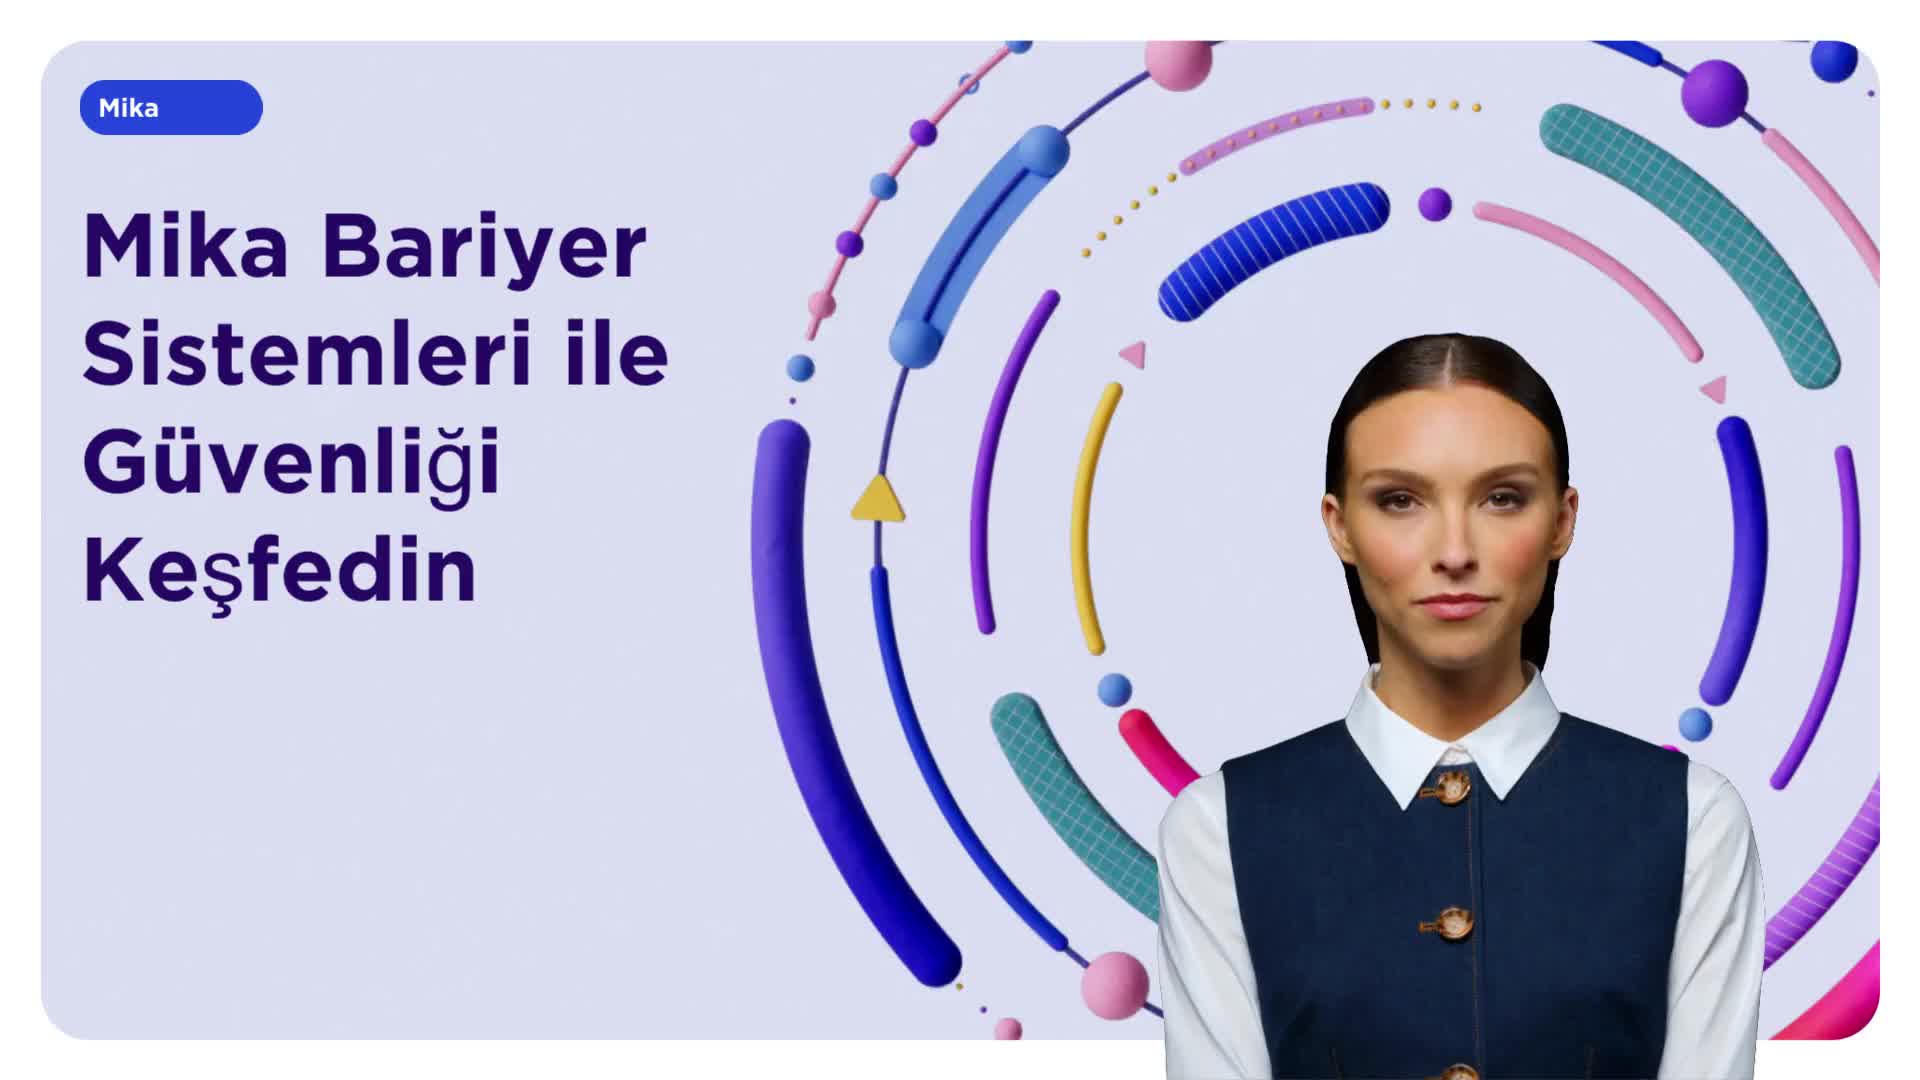 Mika
Mika Bariyer
Sistemleri ile
Güvenliği
Keşfedin